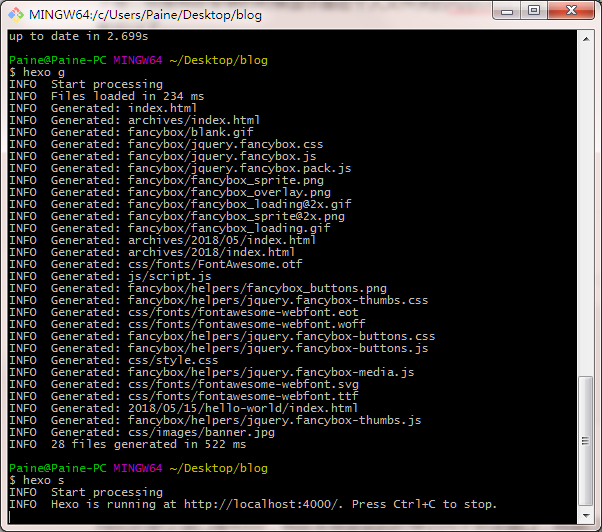 MINGW64:/c/Users/Paine/Desktop/blog
up to date in 2.699s
Paine@Paine-PC MINGW64 ~/Desktop/blog
$ hexo g
INFO  Start processing
INFO  Files loaded in 234 ms
INFO  Generated: index.html
INFO  Generated: archives/index.html
INFO  Generated: fancybox/blank.gif
INFO  Generated: fancybox/jquery.fancybox.css
INFO  Generated: fancybox/jquery.fancybox.js
INFO  Generated: fancybox/jquery.fancybox.pack.js
INFO  Generated: fancybox/fancybox_sprite.png
INFO  Generated: fancybox/fancybox_overlay.png
INFO  Generated: fancybox/fancybox_loading@2x.gif
INFO  Generated: fancybox/fancybox_sprite@2x.png
INFO  Generated: fancybox/fancybox_loading.gif
INFO  Generated: archives/2018/05/index.html
INFO  Generated: archives/2018/index.html
INFO  Generated: css/fonts/FontAwesome.otf
INFO  Generated: js/script.js
INFO  Generated: fancybox/helpers/fancybox_buttons.png
INFO  Generated: fancybox/helpers/jquery.fancybox-thumbs.css
INFO  Generated: css/fonts/fontawesome-webfont.eot
INFO  Generated: css/fonts/fontawesome-webfont.woff
INFO  Generated: fancybox/helpers/jquery.fancybox-buttons.css
INFO  Generated: fancybox/helpers/jquery.fancybox-buttons.js
INFO  Generated: css/style.css
INFO  Generated: fancybox/helpers/jquery.fancybox-media.js
INFO  Generated: css/fonts/fontawesome-webfont.svg
INFO  Generated: css/fonts/fontawesome-webfont.ttf
INFO  Generated: 2018/05/15/hello-world/index.html
INFO  Generated: fancybox/helpers/jquery.fancybox-thumbs.js
INFO  Generated: css/images/banner.jpg
INFO  28 files generated in 522 ms
Paine@Paine-PC MINGW64 ~/Desktop/blog
$ hexo s
INFO  Start processing
INFO  Hexo is running at http://localhost:4000/. Press Ctrl+C to stop.